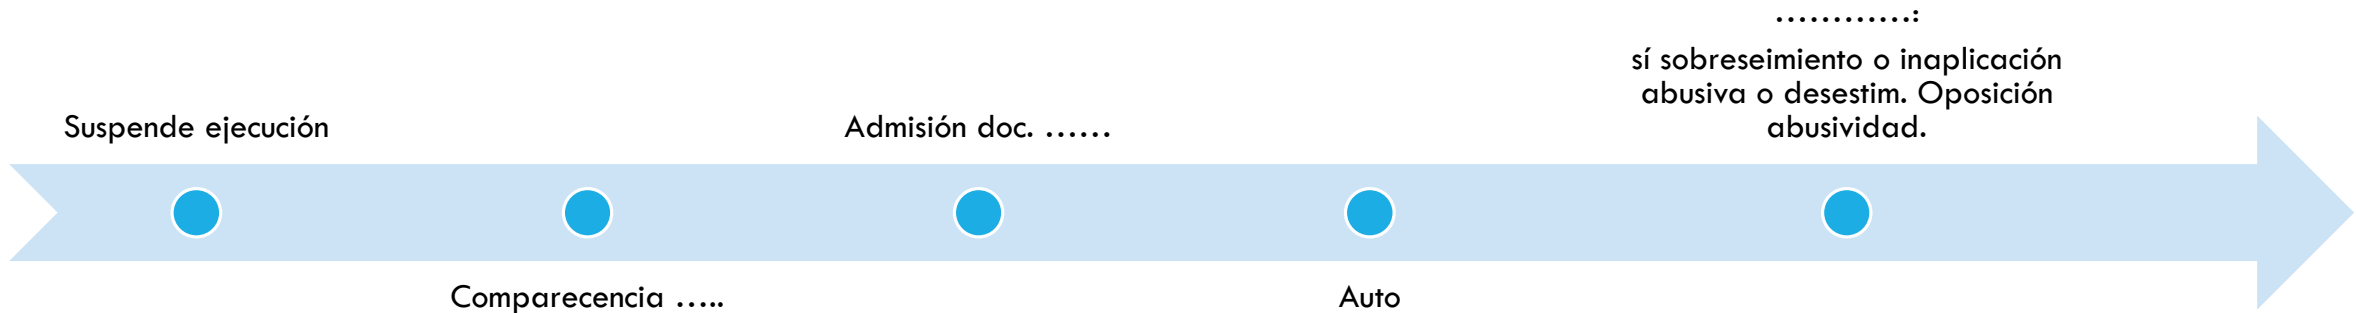 Suspende ejecución
Comparecencia …..
Admisión doc. ……
Auto
…………:
sí sobreseimiento o inaplicación
abusiva o desestim. Oposición
abusividad.